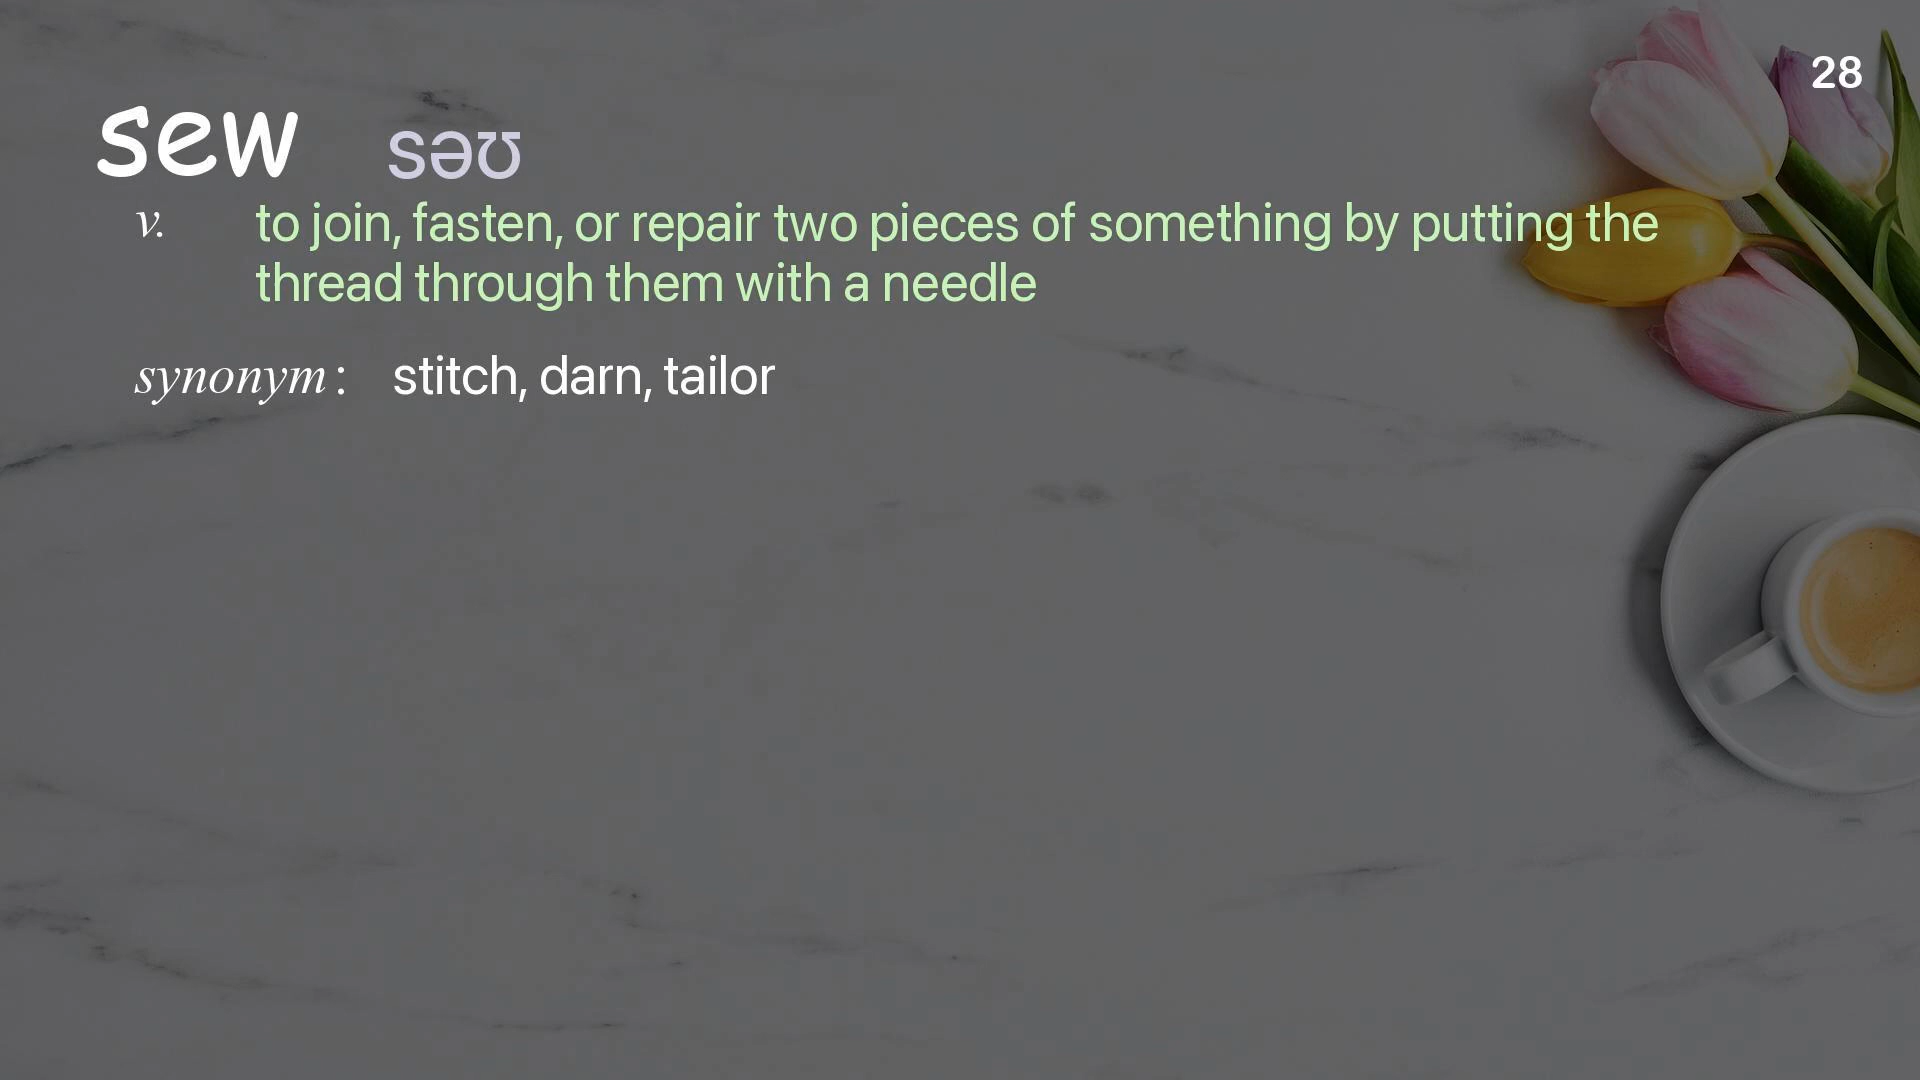 28
sew səʊ
v. to join, fasten, or repair two pieces of something by putting the
thread through them with a needle
synonym : stitch, darn, tailor